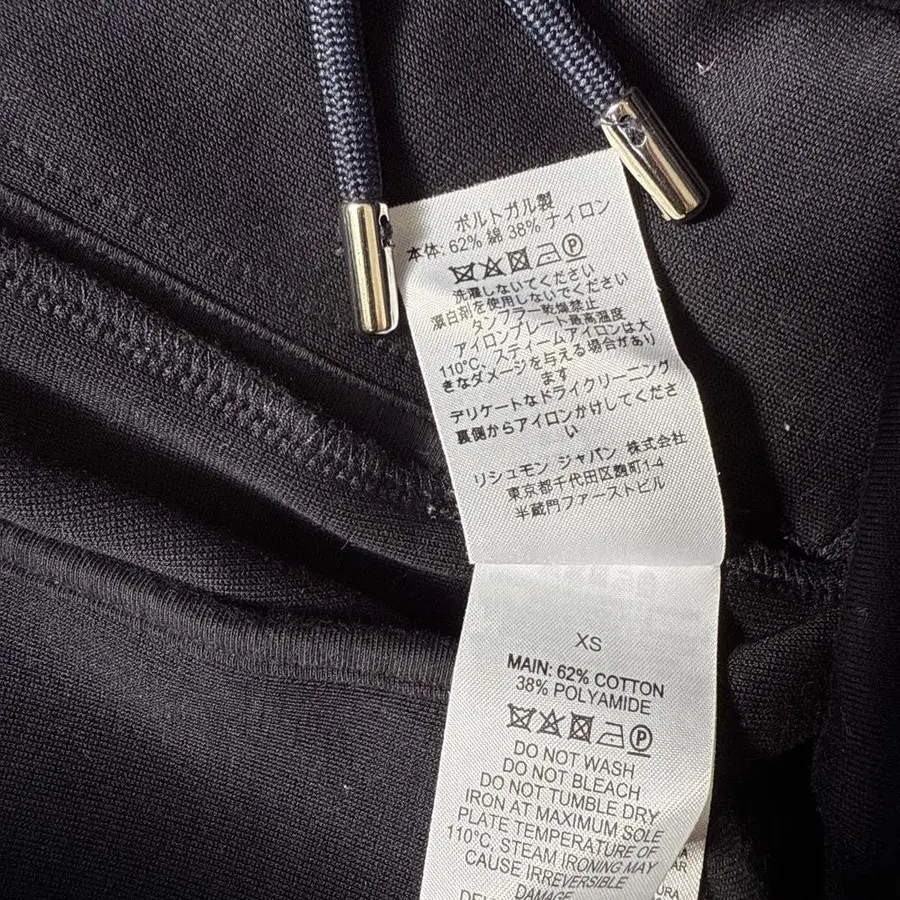 ポルトガル製
本体: 62% 綿 38% ナイロン
洗濯しないでください
漂白剤を使用しないでください
タンブラー乾燥禁止
アイロンプレート最高温度
110°C、スティームアイロンは大
きなダメージを与える場合があり
ます
デリケートなドライクリーニング
裏側からアイロンかけしてくださ
い
リシュモン ジャパン 株式会社
東京都千代田区麹町1-4
半蔵門ファーストビル
XS
MAIN: 62% COTTON
38% POLYAMIDE
P
DO NOT WASH
DO NOT BLEACH
DO NOT TUMBLE DRY
IRON AT MAXIMUM SOLE
PLATE TEMPERATURE OF
110°C, STEAM IRONING MAY
CAUSE IRREVERSIBLE
DAMAGE